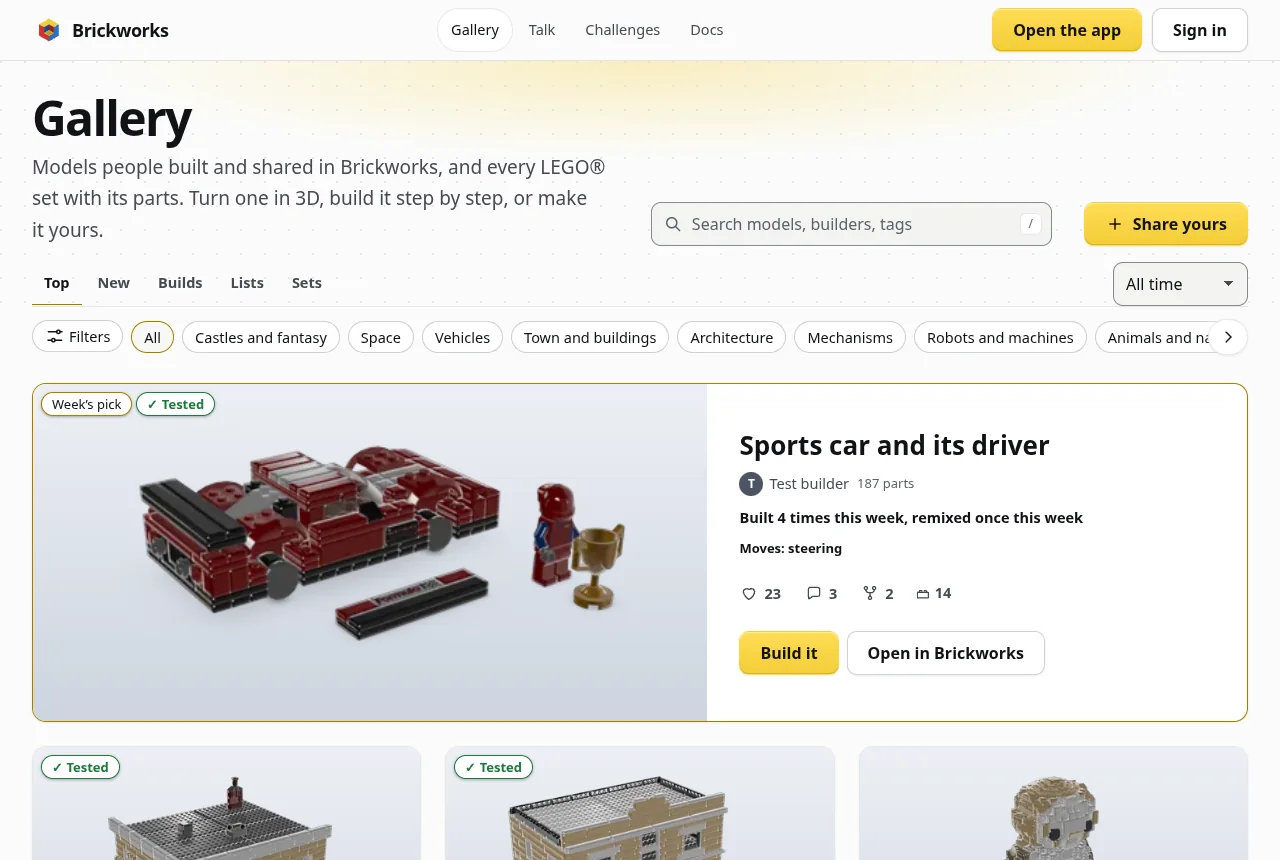 Brickworks
Gallery
Talk
Challenges
Docs
Open the app
Sign in
Gallery
Models people built and shared in Brickworks, and every LEGO®
set with its parts. Turn one in 3D, build it step by step, or make
it yours.
Search models, builders, tags
/
Share yours
Top
New
Builds
Lists
Sets
All time
Filters
All
Castles and fantasy
Space
Vehicles
Town and buildings
Architecture
Mechanisms
Robots and machines
Animals and na
Week's pick
✓ Tested
Sports car and its driver
T
Test builder
187 parts
Built 4 times this week, remixed once this week
Moves: steering
23
3
2
14
Build it
Open in Brickworks
✓ Tested
✓ Tested